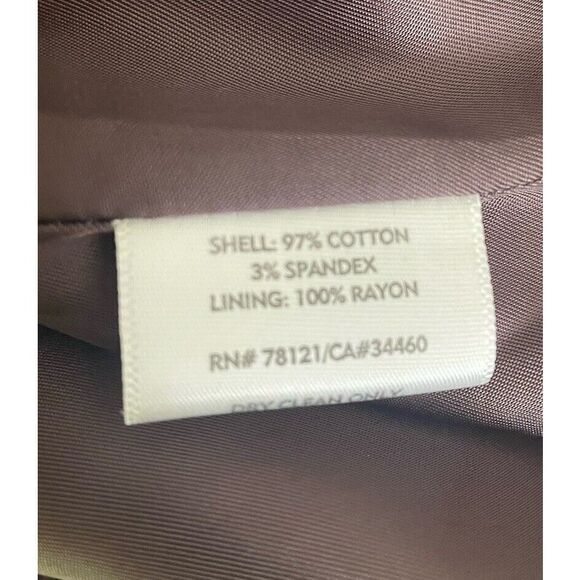 SHELL: 97% COTTON
3% SPANDEX
LINING: 100% RAYON
RN# 78121/CA#34460
DRY CLEAN ONLY